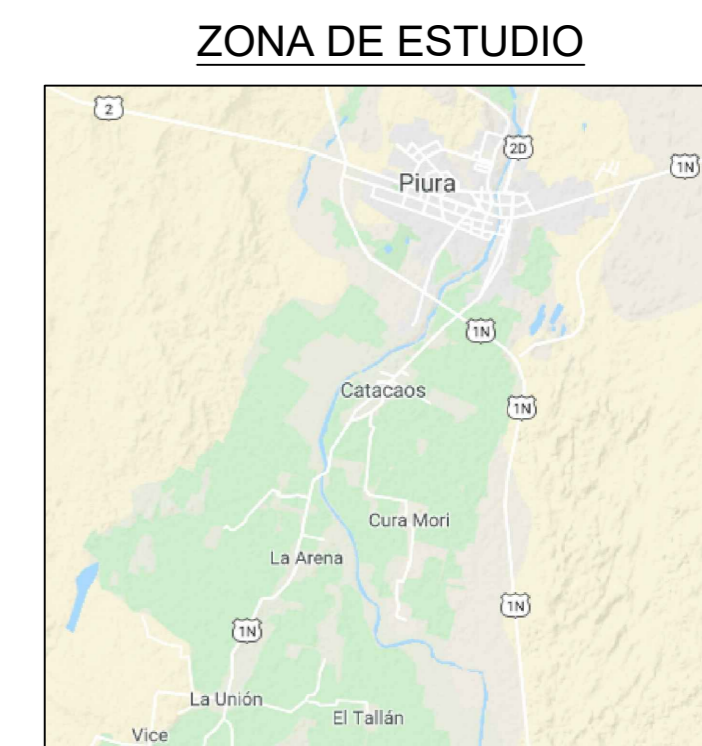 ZONA DE ESTUDIO
2
2D
1N
Piura
1N
Catacaos
1N
Cura Mori
La Arena
1N
1N
La Unión
El Tallán
Vice